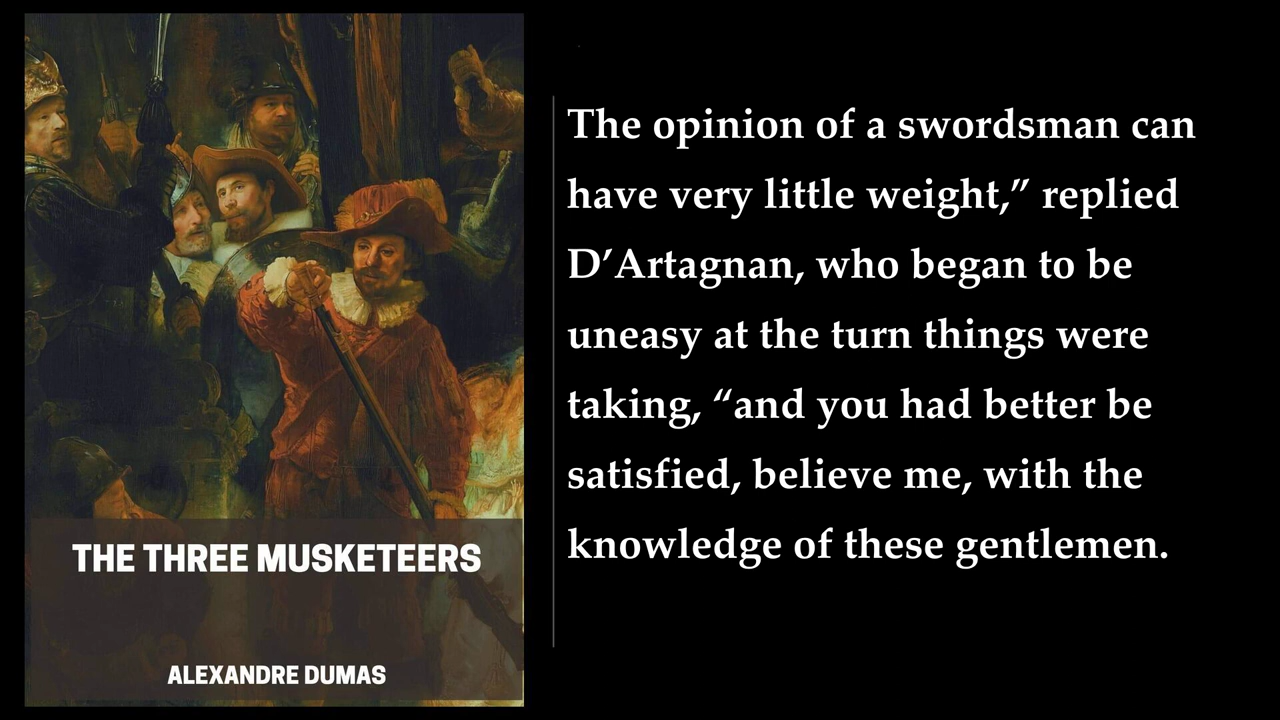 THE THREE MUSKETEERS
ALEXANDRE DUMAS
The opinion of a swordsman can
have very little weight,” replied
D’Artagnan, who began to be
uneasy at the turn things were
taking, “and you had better be
satisfied, believe me, with the
knowledge of these gentlemen.